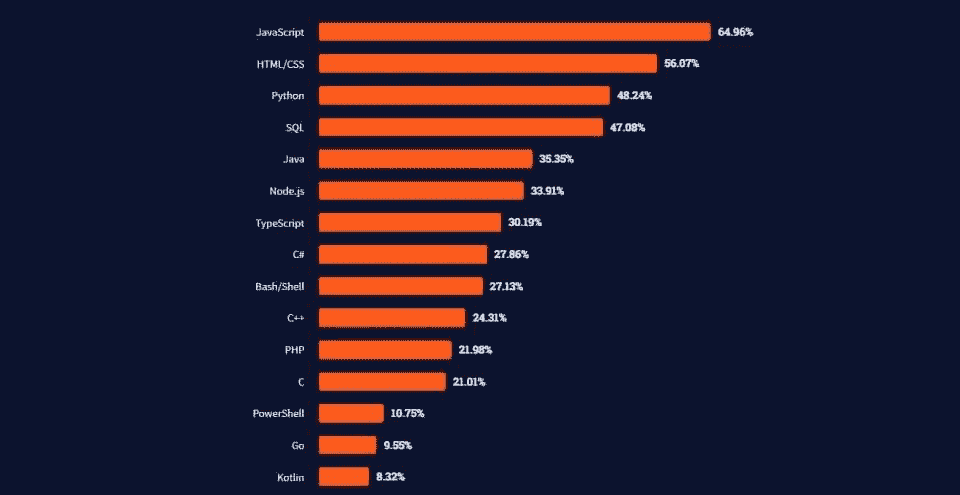 JavaScript 64.96%
HTML/CSS 56.07%
Python 48.24%
SQL 47.08%
Java 35.35%
Node.js 33.91%
TypeScript 30.19%
C# 27.86%
Bash/Shell 27.13%
C++ 24.31%
PHP 21.98%
C 21.01%
PowerShell 10.75%
Go 9.55%
Kotlin 8.32%